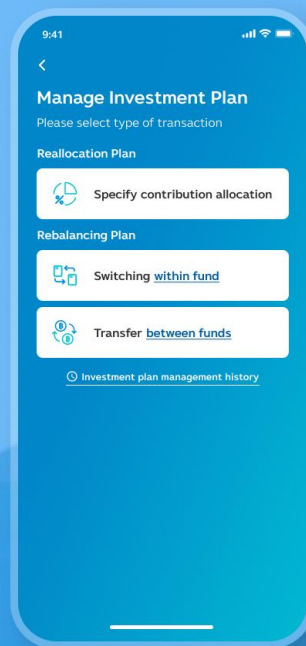 9:41
Manage Investment Plan
Please select type of transaction
Reallocation Plan
% Specify contribution allocation
Rebalancing Plan
Switching within fund
฿ ฿ Transfer between funds
Investment plan management history